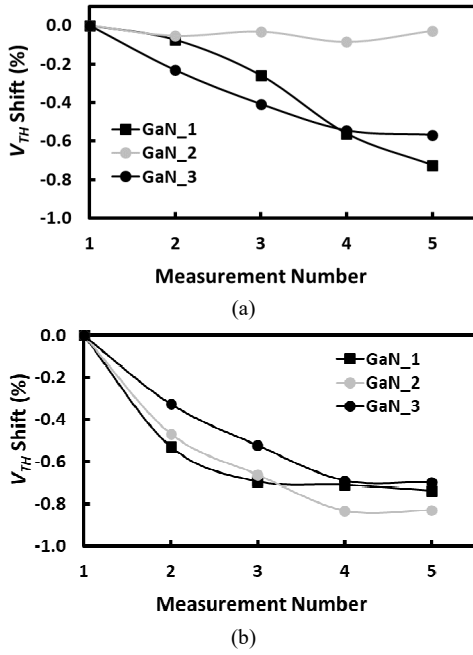 0.0
-0.2
-0.4
-0.6
-0.8
-1.0
V_TH Shift (%)
GaN_1
GaN_2
GaN_3
1 2 3 4 5
Measurement Number
(a)
0.0
-0.2
-0.4
-0.6
-0.8
-1.0
V_TH Shift (%)
GaN_1
GaN_2
GaN_3
1 2 3 4 5
Measurement Number
(b)